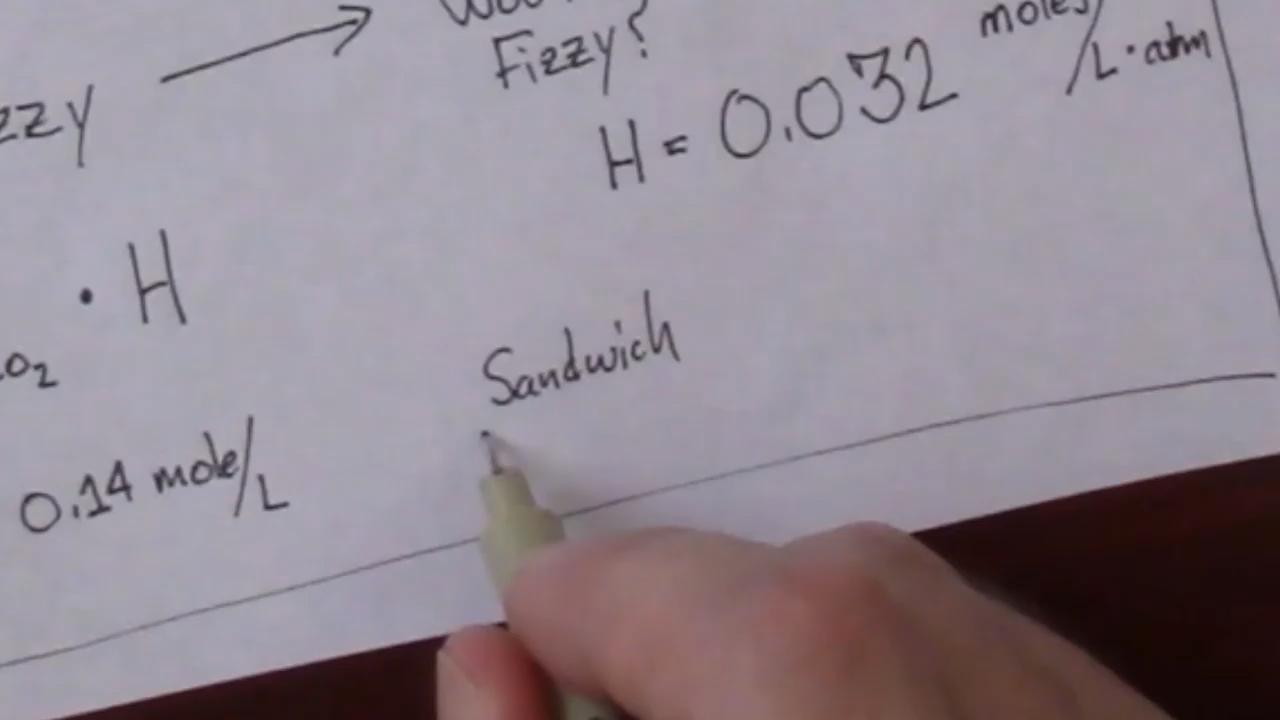 Fizzy?
moles/L·atm
H = 0.032
· H
0.14 mole/L
Sandwich